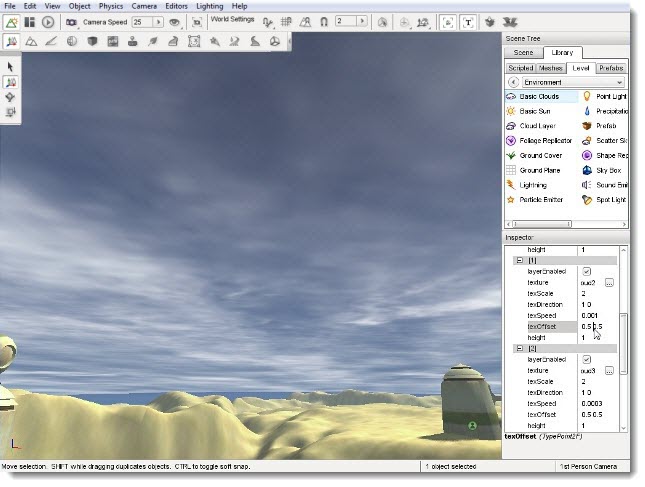 File Edit View Object Physics Camera Editors Lighting Help
Camera Speed 25 World Settings 2
Scene Tree
Scene Library
Scripted Meshes Level Prefabs
Environment
Basic Clouds Point Light
Basic Sun Precipitatio
Cloud Layer Prefab
Foliage Replicator Scatter Sk
Ground Cover Shape Rep
Ground Plane Sky Box
Lightning Sound Emi
Particle Emitter Spot Light
Inspector
height 1
[1]
layerEnabled
texture oud2 ...
texScale 2
texDirection 1 0
texSpeed 0.001
texOffset 0.5 0.5
height 1
[2]
layerEnabled
texture oud3 ...
texScale 2
texDirection 1 0
texSpeed 0.0003
texOffset 0.5 0.5
height 1
texOffset (TypePoint2F)
Move selection. SHIFT while dragging duplicates objects. CTRL to toggle soft snap. 1 object selected 1st Person Camera